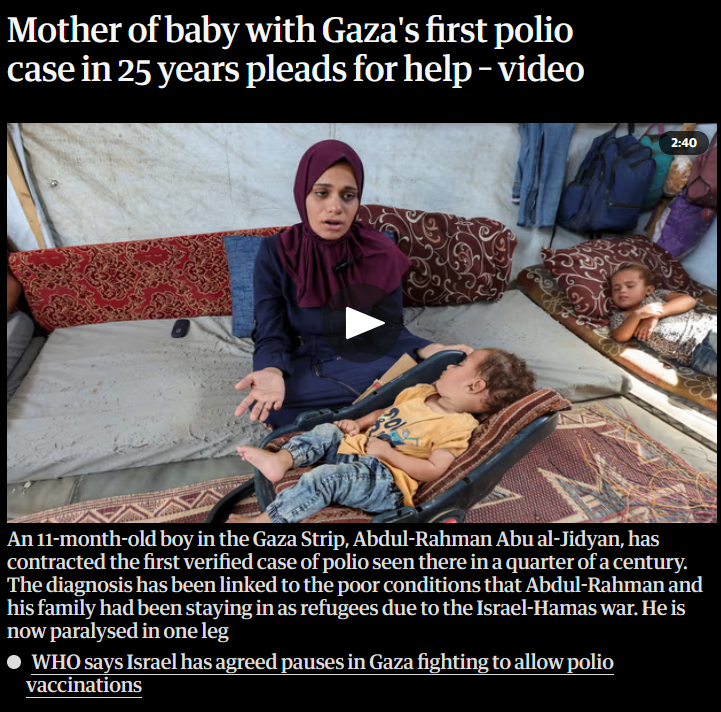 Mother of baby with Gaza's first polio
case in 25 years pleads for help – video
2:40
An 11-month-old boy in the Gaza Strip, Abdul-Rahman Abu al-Jidyan, has
contracted the first verified case of polio seen there in a quarter of a century.
The diagnosis has been linked to the poor conditions that Abdul-Rahman and
his family had been staying in as refugees due to the Israel-Hamas war. He is
now paralysed in one leg
WHO says Israel has agreed pauses in Gaza fighting to allow polio
vaccinations